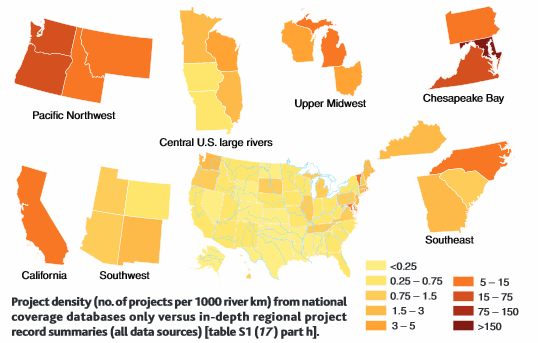 Pacific Northwest
Central U.S. large rivers
Upper Midwest
Chesapeake Bay
California
Southwest
Southeast
<0.25
0.25 – 0.75
0.75 – 1.5
1.5 – 3
3 – 5
5 – 15
15 – 75
75 – 150
>150
Project density (no. of projects per 1000 river km) from national
coverage databases only versus in-depth regional project
record summaries (all data sources) [table S1 (17) part h].